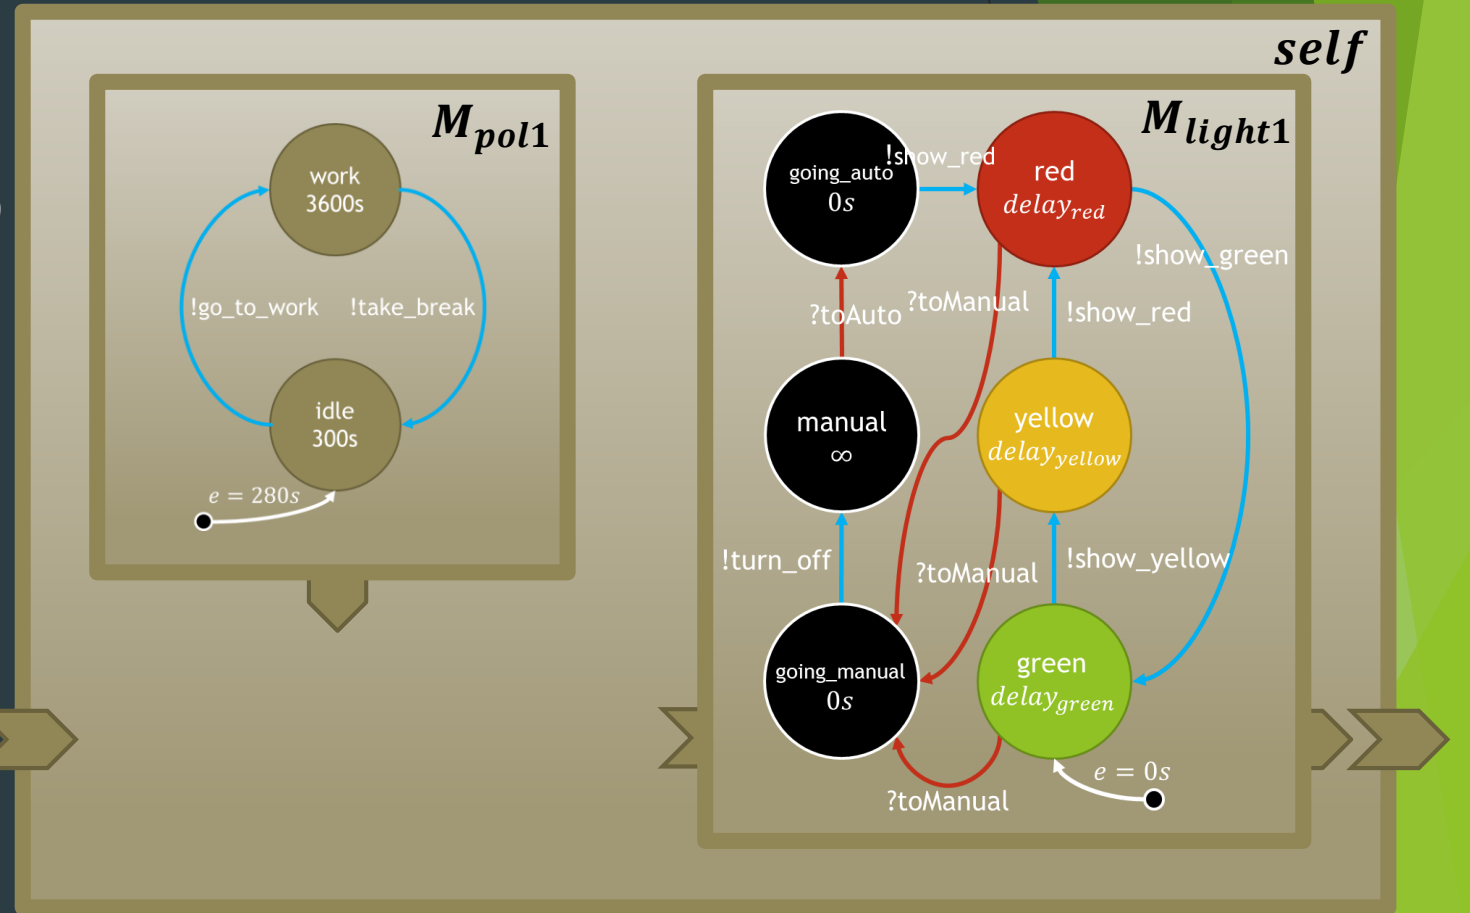 self
M_pol1
work
3600s
!go_to_work
!take_break
idle
300s
e = 280s
M_light1
going_auto
0s
!show_red
red
delay_red
!show_green
?toAuto
?toManual
!show_red
manual
∞
yellow
delay_yellow
!turn_off
?toManual
!show_yellow
going_manual
0s
green
delay_green
e = 0s
?toManual